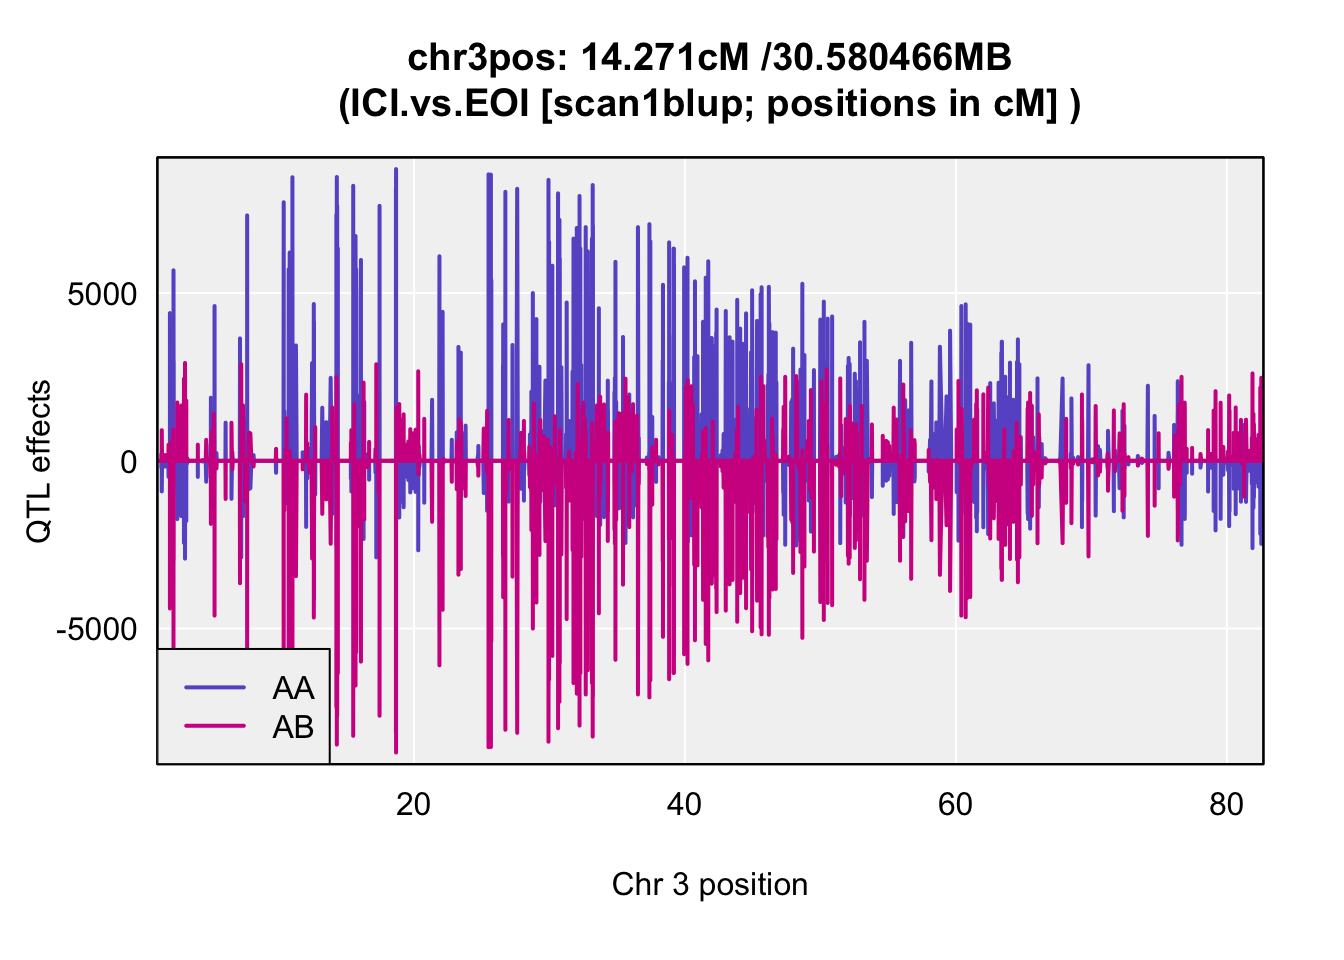 chr3pos: 14.271cM /30.580466MB
(ICI.vs.EOI [scan1blup; positions in cM] )
QTL effects
5000
0
-5000
AA
AB
20 40 60 80
Chr 3 position